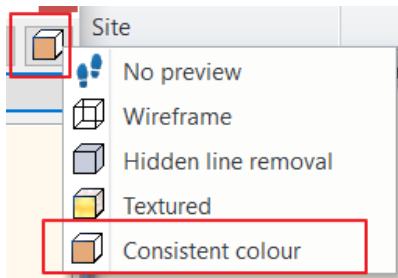 Site
No preview
Wireframe
Hidden line removal
Textured
Consistent colour